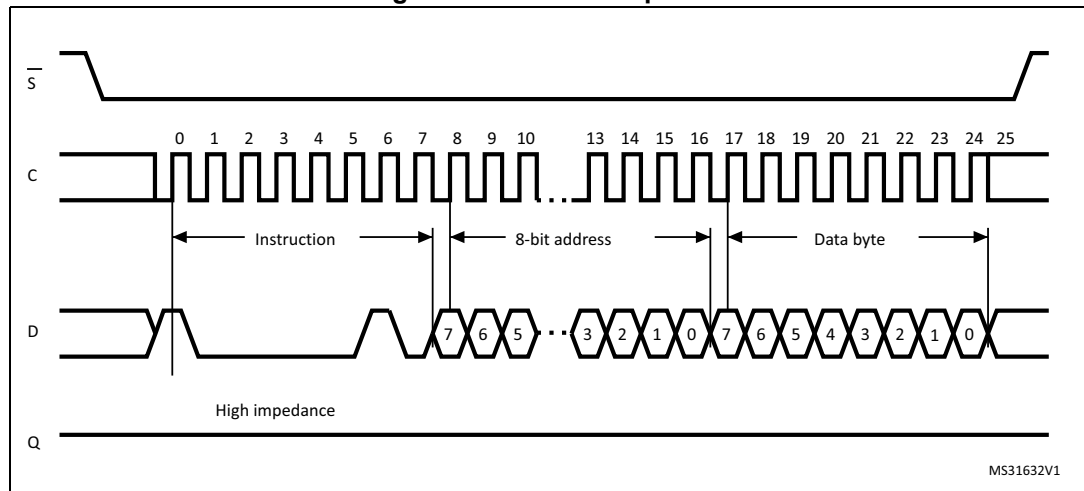 S
0 1 2 3 4 5 6 7 8 9 10 13 14 15 16 17 18 19 20 21 22 23 24 25
C
Instruction 8-bit address Data byte
D
7 6 5 3 2 1 0 7 6 5 4 3 2 1 0
High impedance
Q
MS31632V1